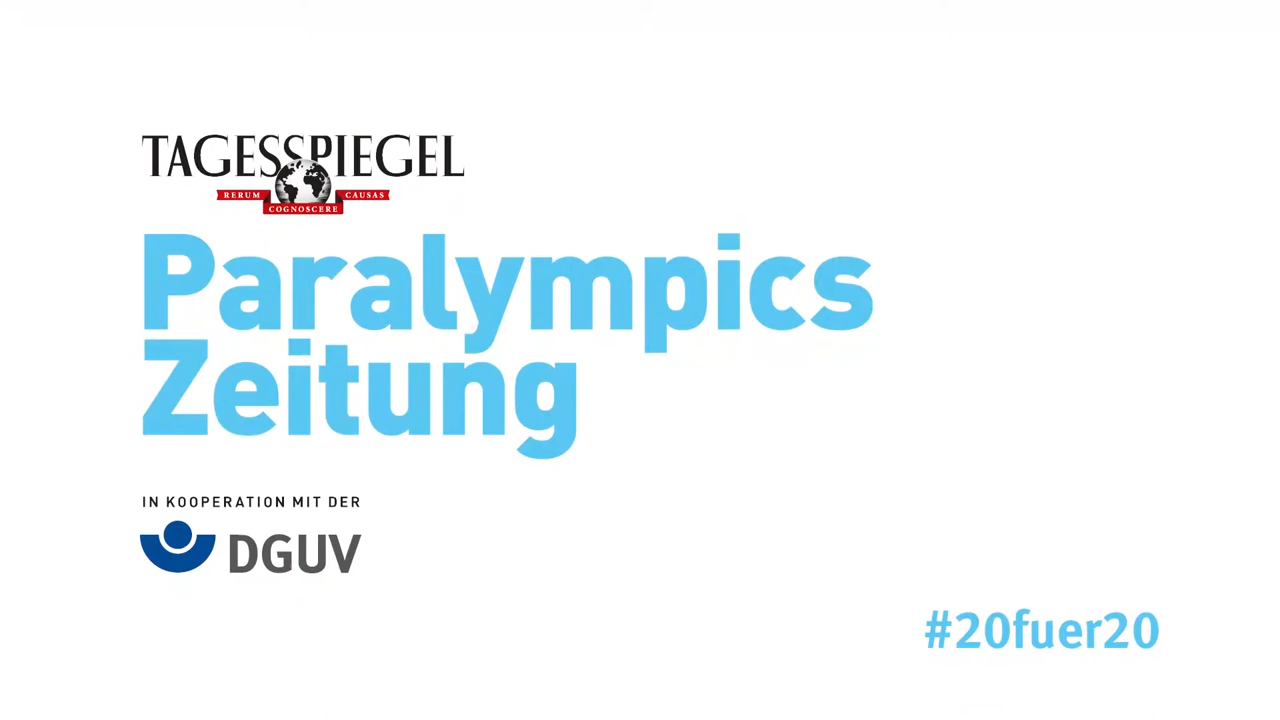 TAGESSPIEGEL
RERUM CAUSAS
COGNOSCERE
Paralympics
Zeitung
IN KOOPERATION MIT DER
DGUV
#20fuer20